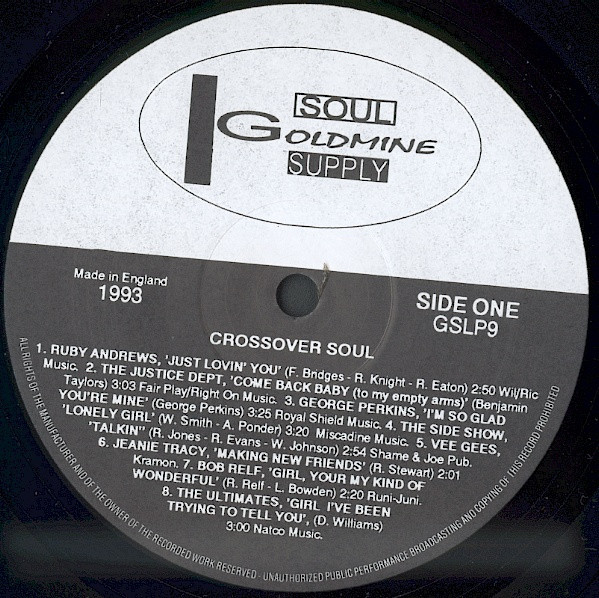 SOUL
GOLDMINE
SUPPLY
Made in England
1993
SIDE ONE
GSLP9
CROSSOVER SOUL
1. RUBY ANDREWS, 'JUST LOVIN' YOU' (F. Bridges - R. Knight - R. Eaton) 2:50 Wil/Ric
Music. 2. THE JUSTICE DEPT, 'COME BACK BABY (to my empty arms)' (Benjamin
Taylors) 3:03 Fair Play/Right On Music. 3. GEORGE PERKINS, 'I'M SO GLAD
YOU'RE MINE' (George Perkins) 3:25 Royal Shield Music. 4. THE SIDE SHOW,
'LONELY GIRL' (W. Smith - A. Ponder) 3:20 Miscadine Music. 5. VEE GEES,
'TALKIN'' (R. Jones - R. Evans - W. Johnson) 2:54 Shame & Joe Pub.
6. JEANIE TRACY, 'MAKING NEW FRIENDS' (R. Stewart) 2:01
Kramon. 7. BOB RELF, 'GIRL, YOUR MY KIND OF
WONDERFUL' (R. Relf - L. Bowden) 2:20 Runi-Juni.
8. THE ULTIMATES, 'GIRL I'VE BEEN
TRYING TO TELL YOU', (D. Williams)
3:00 Natoo Music.
ALL RIGHTS OF THE MANUFACTURER AND OF THE OWNER OF THE RECORDED WORK RESERVED - UNAUTHORIZED PUBLIC PERFORMANCE BROADCASTING AND COPYING OF THIS RECORD PROHIBITED